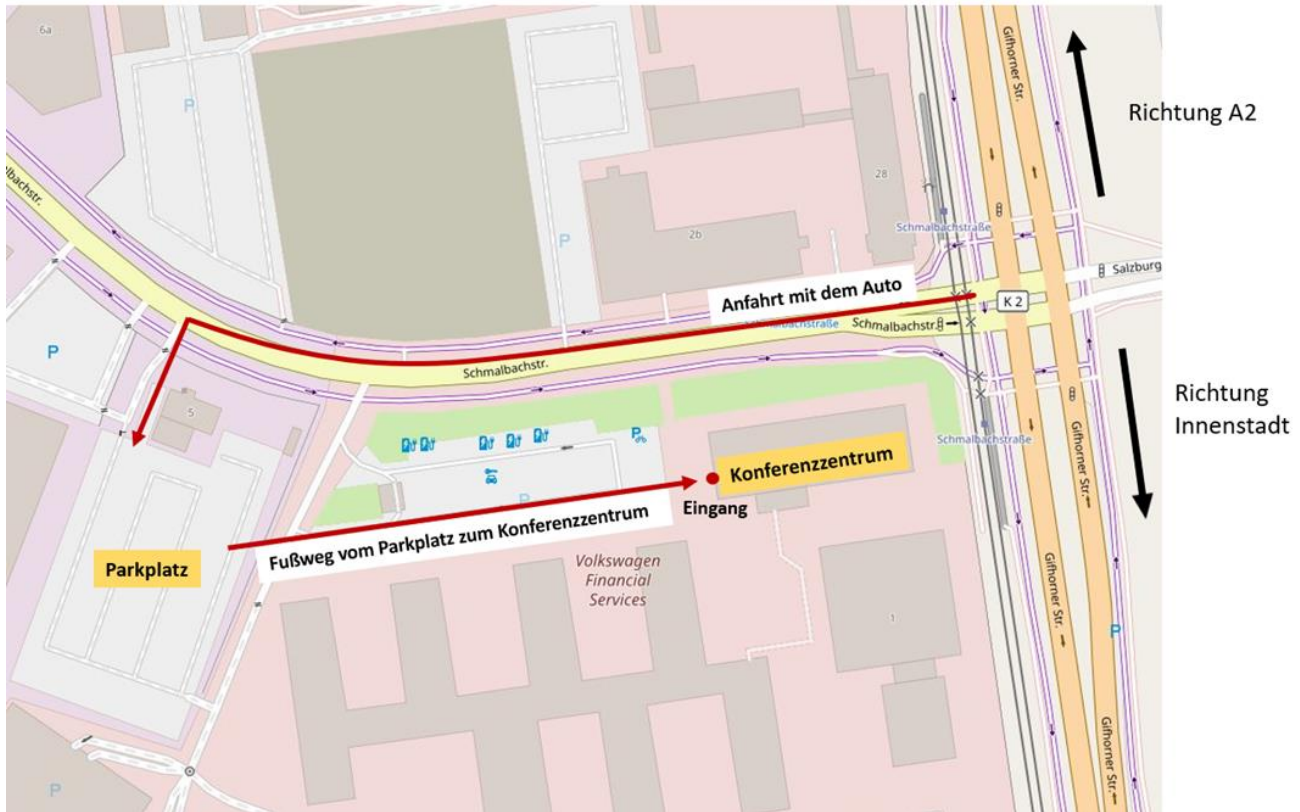 6a
P
Gifhorner Str.
Gifhorner Str.
Richtung A2
28
Schmalbachstraße
2b
P
Salzburg
K 2
Anfahrt mit dem Auto
Schmalbachstr.
Schmalbachstr.
P
5
Richtung
Innenstadt
Schmalbachstraße
P
Konferenzzentrum
P
Eingang
Fußweg vom Parkplatz zum Konferenzzentrum
Parkplatz
Volkswagen
Financial
Services
Gifhorner Str.
Gifhorner Str.
1
P
Gifhorner Str.
Gifhorner Str.
P